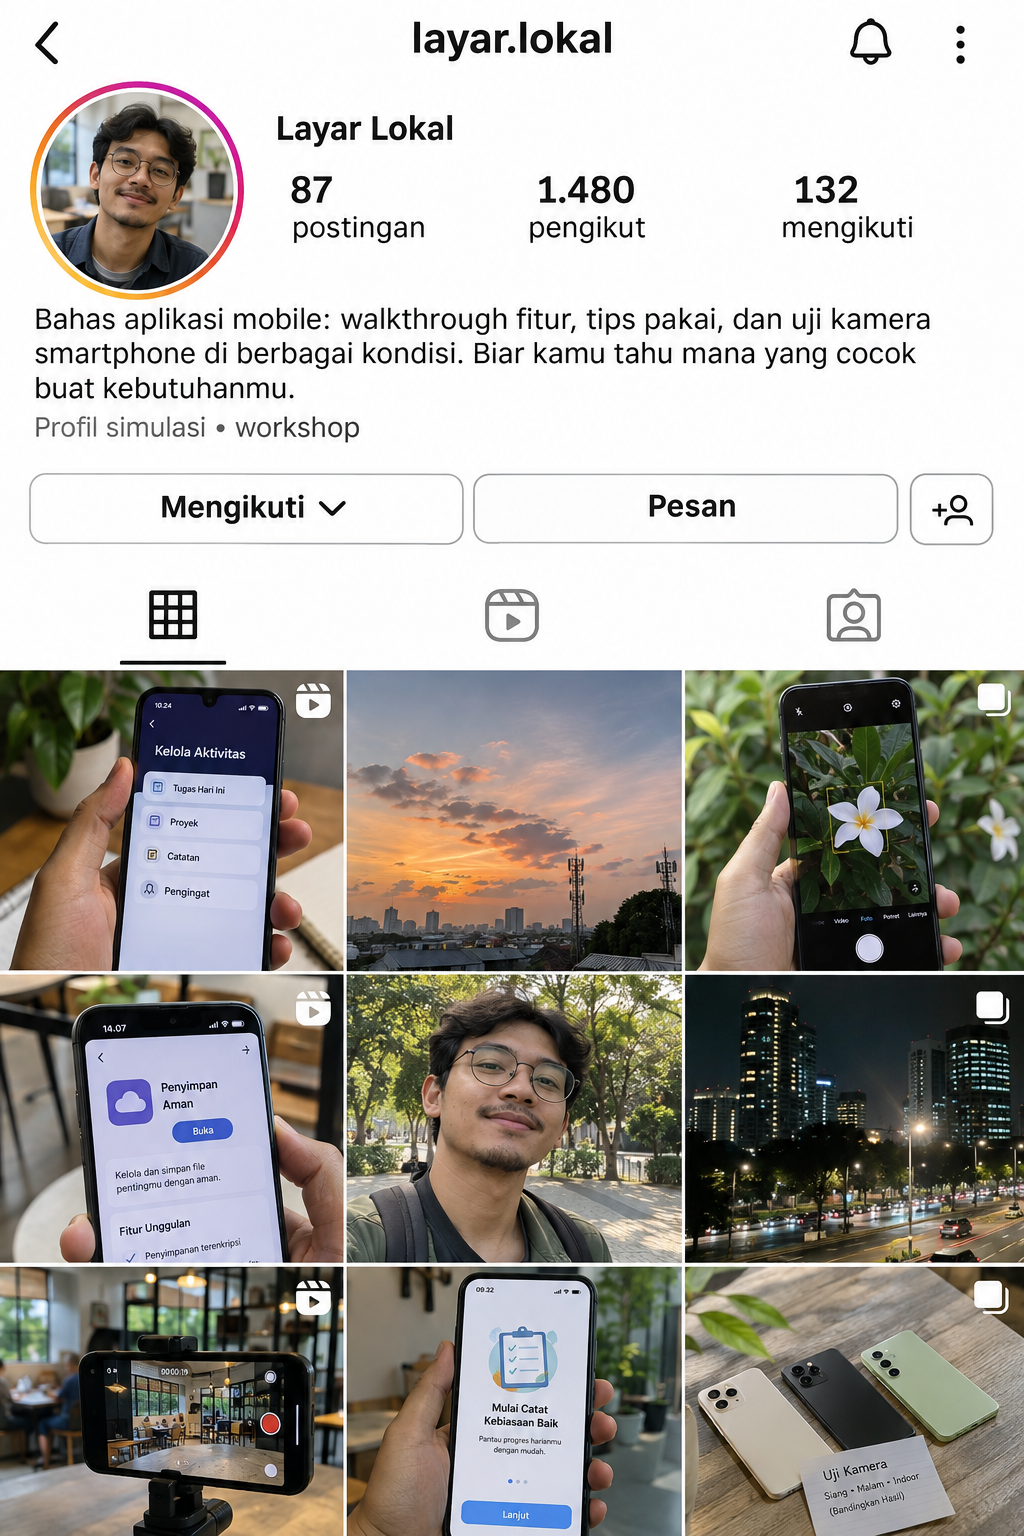 layar.lokal
Layar Lokal
87 1.480 132
postingan pengikut mengikuti
Bahas aplikasi mobile: walkthrough fitur, tips pakai, dan uji kamera
smartphone di berbagai kondisi. Biar kamu tahu mana yang cocok
buat kebutuhanmu.
Profil simulasi • workshop
Mengikuti
Pesan
10.24
Kelola Aktivitas
Tugas Hari Ini
Proyek
Catatan
Pengingat
Video Foto Potret Lainnya
14.07
Penyimpan
Aman
Buka
Kelola dan simpan file
pentingmu dengan aman.
Fitur Unggulan
Penyimpanan terenkripsi
00:00:19
09.22
Mulai Catat
Kebiasaan Baik
Pantau progres harianmu
dengan mudah.
Lanjut
Uji Kamera
Siang • Malam • Indoor
(Bandingkan Hasil)